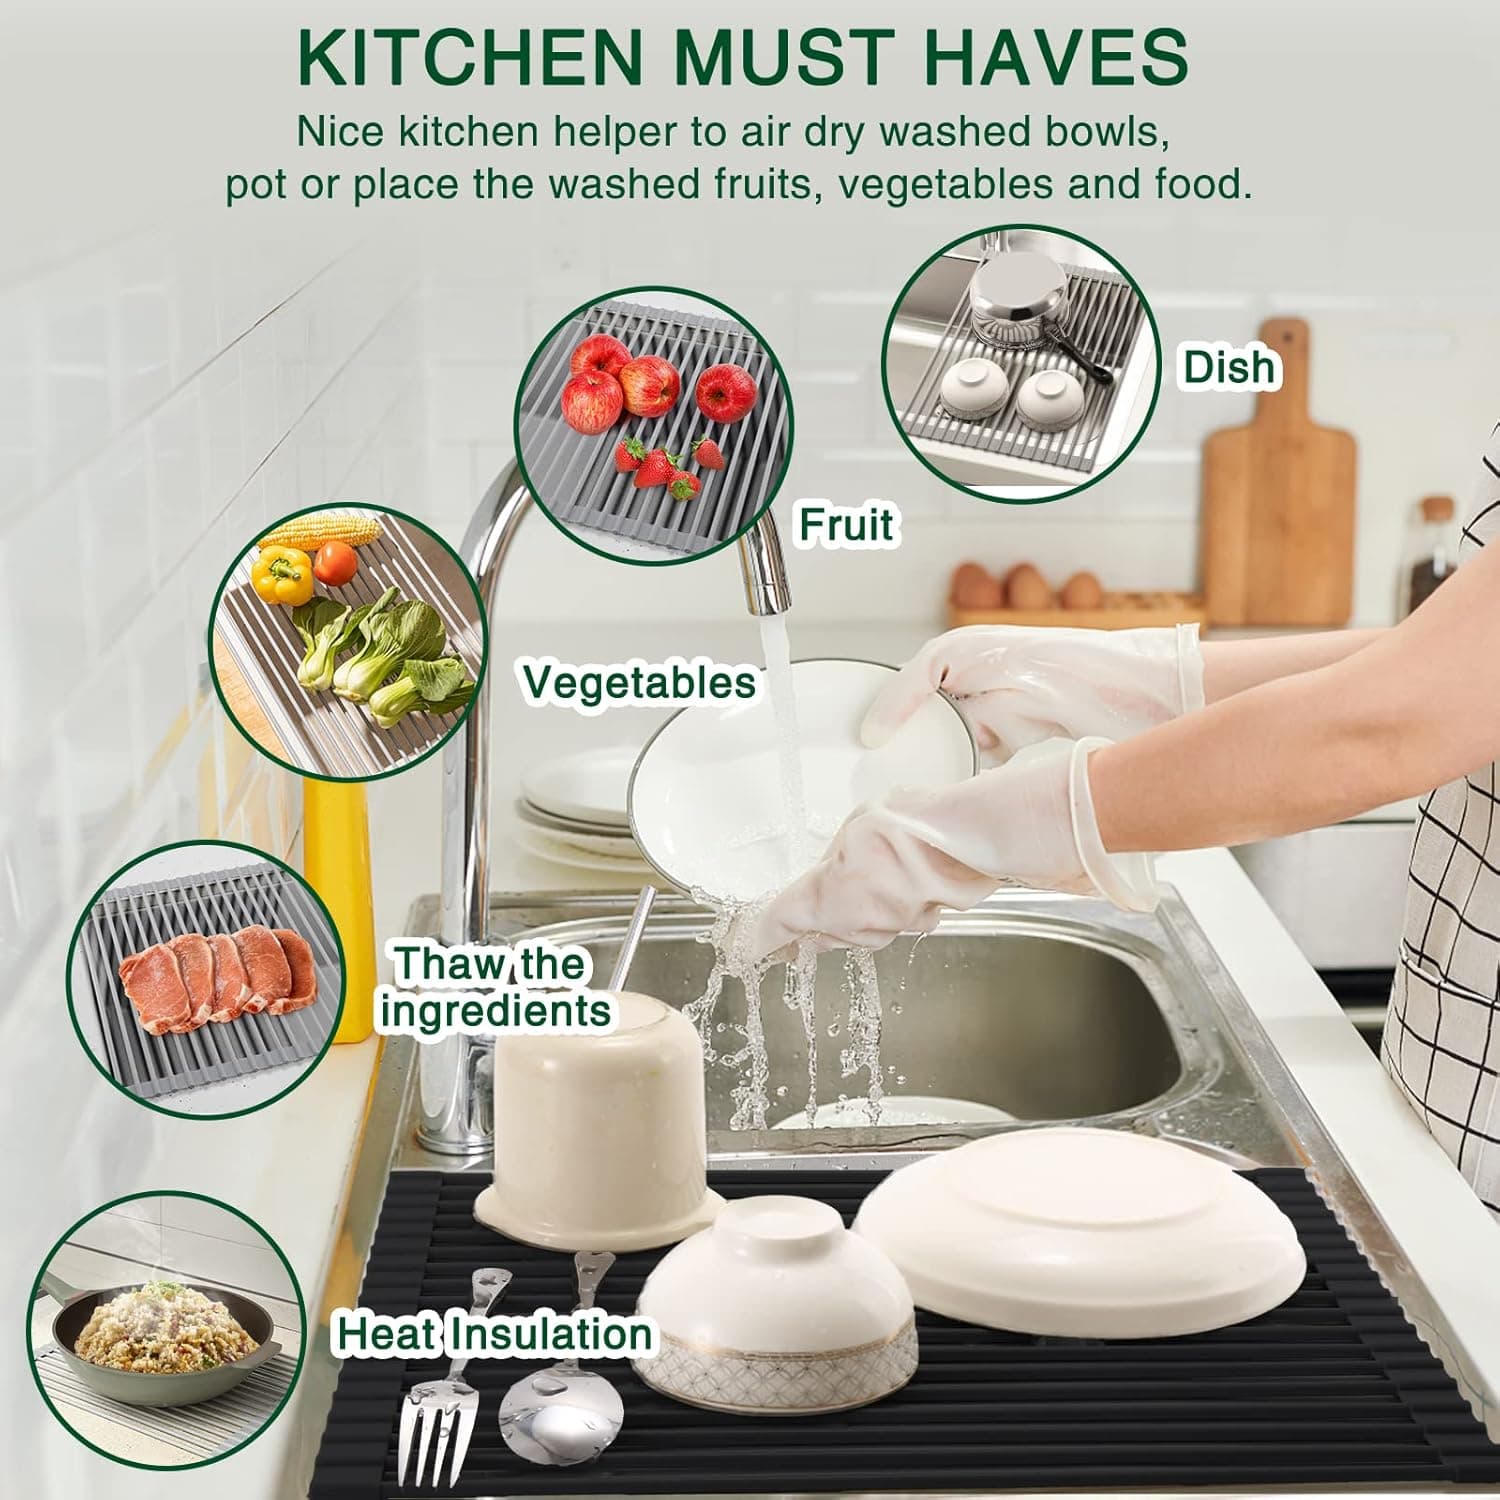 KITCHEN MUST HAVES
Nice kitchen helper to air dry washed bowls,
pot or place the washed fruits, vegetables and food.
Dish
Fruit
Vegetables
Thaw the
ingredients
Heat Insulation